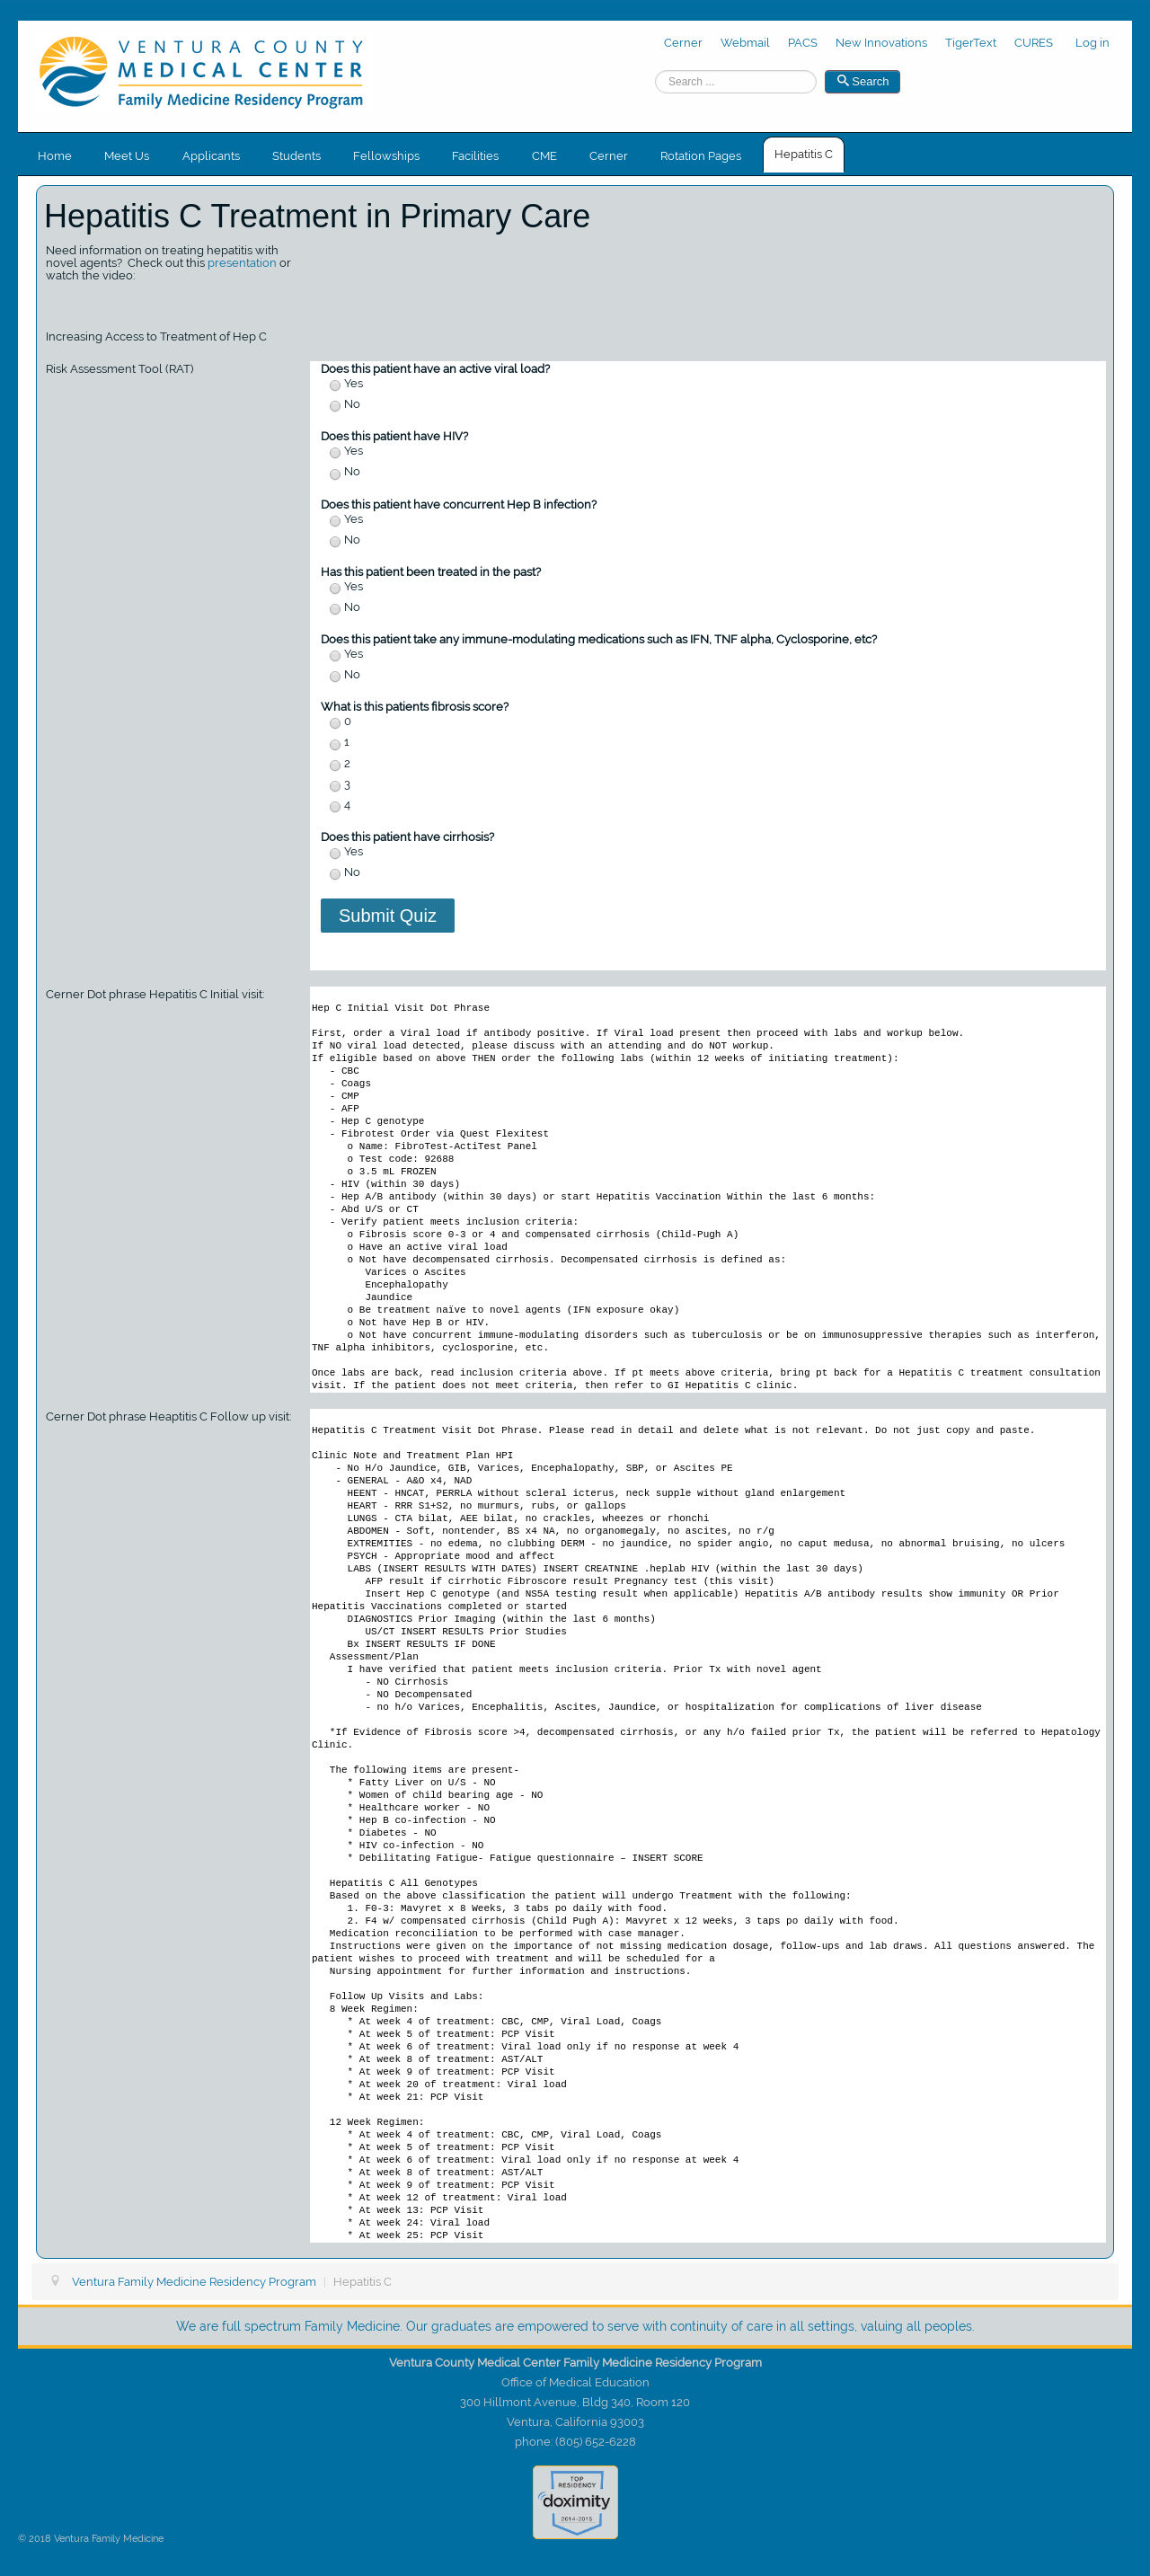 VENTURA COUNTY
MEDICAL CENTER
Family Medicine Residency Program
Cerner Webmail PACS New Innovations TigerText CURES Log in
Search ... Search
Home Meet Us Applicants Students Fellowships Facilities CME Cerner Rotation Pages Hepatitis C
Hepatitis C Treatment in Primary Care
Need information on treating hepatitis with
novel agents? Check out this presentation or
watch the video:
Increasing Access to Treatment of Hep C
Risk Assessment Tool (RAT)
Does this patient have an active viral load?
Yes
No
Does this patient have HIV?
Yes
No
Does this patient have concurrent Hep B infection?
Yes
No
Has this patient been treated in the past?
Yes
No
Does this patient take any immune-modulating medications such as IFN, TNF alpha, Cyclosporine, etc?
Yes
No
What is this patients fibrosis score?
0
1
2
3
4
Does this patient have cirrhosis?
Yes
No
Submit Quiz
Cerner Dot phrase Hepatitis C Initial visit:
Hep C Initial Visit Dot Phrase
First, order a Viral load if antibody positive. If Viral load present then proceed with labs and workup below.
If NO viral load detected, please discuss with an attending and do NOT workup.
If eligible based on above THEN order the following labs (within 12 weeks of initiating treatment):
- CBC
- Coags
- CMP
- AFP
- Hep C genotype
- Fibrotest Order via Quest Flexitest
o Name: FibroTest-ActiTest Panel
o Test code: 92688
o 3.5 mL FROZEN
- HIV (within 30 days)
- Hep A/B antibody (within 30 days) or start Hepatitis Vaccination Within the last 6 months:
- Abd U/S or CT
- Verify patient meets inclusion criteria:
o Fibrosis score 0-3 or 4 and compensated cirrhosis (Child-Pugh A)
o Have an active viral load
o Not have decompensated cirrhosis. Decompensated cirrhosis is defined as:
Varices o Ascites
Encephalopathy
Jaundice
o Be treatment naïve to novel agents (IFN exposure okay)
o Not have Hep B or HIV.
o Not have concurrent immune-modulating disorders such as tuberculosis or be on immunosuppressive therapies such as interferon,
TNF alpha inhibitors, cyclosporine, etc.
Once labs are back, read inclusion criteria above. If pt meets above criteria, bring pt back for a Hepatitis C treatment consultation
visit. If the patient does not meet criteria, then refer to GI Hepatitis C clinic.
Cerner Dot phrase Heaptitis C Follow up visit:
Hepatitis C Treatment Visit Dot Phrase. Please read in detail and delete what is not relevant. Do not just copy and paste.
Clinic Note and Treatment Plan HPI
- No H/o Jaundice, GIB, Varices, Encephalopathy, SBP, or Ascites PE
- GENERAL - A&O x4, NAD
HEENT - HNCAT, PERRLA without scleral icterus, neck supple without gland enlargement
HEART - RRR S1+S2, no murmurs, rubs, or gallops
LUNGS - CTA bilat, AEE bilat, no crackles, wheezes or rhonchi
ABDOMEN - Soft, nontender, BS x4 NA, no organomegaly, no ascites, no r/g
EXTREMITIES - no edema, no clubbing DERM - no jaundice, no spider angio, no caput medusa, no abnormal bruising, no ulcers
PSYCH - Appropriate mood and affect
LABS (INSERT RESULTS WITH DATES) INSERT CREATNINE .heplab HIV (within the last 30 days)
AFP result if cirrhotic Fibroscore result Pregnancy test (this visit)
Insert Hep C genotype (and NS5A testing result when applicable) Hepatitis A/B antibody results show immunity OR Prior
Hepatitis Vaccinations completed or started
DIAGNOSTICS Prior Imaging (within the last 6 months)
US/CT INSERT RESULTS Prior Studies
Bx INSERT RESULTS IF DONE
Assessment/Plan
I have verified that patient meets inclusion criteria. Prior Tx with novel agent
- NO Cirrhosis
- NO Decompensated
- no h/o Varices, Encephalitis, Ascites, Jaundice, or hospitalization for complications of liver disease
*If Evidence of Fibrosis score >4, decompensated cirrhosis, or any h/o failed prior Tx, the patient will be referred to Hepatology
Clinic.
The following items are present-
* Fatty Liver on U/S - NO
* Women of child bearing age - NO
* Healthcare worker - NO
* Hep B co-infection - NO
* Diabetes - NO
* HIV co-infection - NO
* Debilitating Fatigue- Fatigue questionnaire – INSERT SCORE
Hepatitis C All Genotypes
Based on the above classification the patient will undergo Treatment with the following:
1. F0-3: Mavyret x 8 Weeks, 3 tabs po daily with food.
2. F4 w/ compensated cirrhosis (Child Pugh A): Mavyret x 12 weeks, 3 taps po daily with food.
Medication reconciliation to be performed with case manager.
Instructions were given on the importance of not missing medication dosage, follow-ups and lab draws. All questions answered. The
patient wishes to proceed with treatment and will be scheduled for a
Nursing appointment for further information and instructions.
Follow Up Visits and Labs:
8 Week Regimen:
* At week 4 of treatment: CBC, CMP, Viral Load, Coags
* At week 5 of treatment: PCP Visit
* At week 6 of treatment: Viral load only if no response at week 4
* At week 8 of treatment: AST/ALT
* At week 9 of treatment: PCP Visit
* At week 20 of treatment: Viral load
* At week 21: PCP Visit
12 Week Regimen:
* At week 4 of treatment: CBC, CMP, Viral Load, Coags
* At week 5 of treatment: PCP Visit
* At week 6 of treatment: Viral load only if no response at week 4
* At week 8 of treatment: AST/ALT
* At week 9 of treatment: PCP Visit
* At week 12 of treatment: Viral load
* At week 13: PCP Visit
* At week 24: Viral load
* At week 25: PCP Visit
Ventura Family Medicine Residency Program | Hepatitis C
We are full spectrum Family Medicine. Our graduates are empowered to serve with continuity of care in all settings, valuing all peoples.
Ventura County Medical Center Family Medicine Residency Program
Office of Medical Education
300 Hillmont Avenue, Bldg 340, Room 120
Ventura, California 93003
phone: (805) 652-6228
TOP
RESIDENCY
doximity
2014-2015
© 2018 Ventura Family Medicine